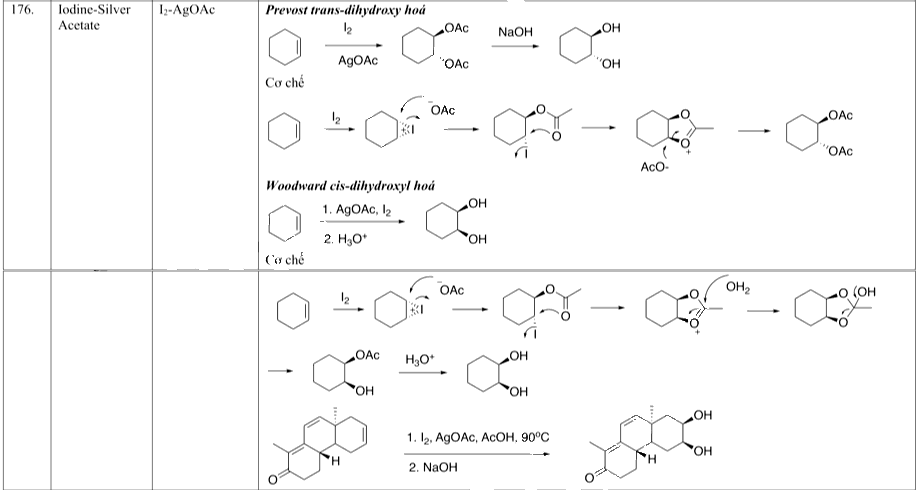 176.
Iodine-Silver
Acetate
I₂-AgOAc
Prevost trans-dihydroxy hoá
I₂
AgOAc
OAc
OAc
NaOH
OH
OH
Cơ chế
I₂
I
⁻OAc
O
O
I
O
O
+
AcO-
OAc
OAc
Woodward cis-dihydroxyl hoá
1. AgOAc, I₂
2. H₃O⁺
OH
OH
Cơ chế
I₂
I
⁻OAc
O
O
I
O
O
+
OH₂
O
OH
O
OAc
OH
H₃O⁺
OH
OH
O
H
1. I₂, AgOAc, AcOH, 90⁰C
2. NaOH
O
H
OH
OH